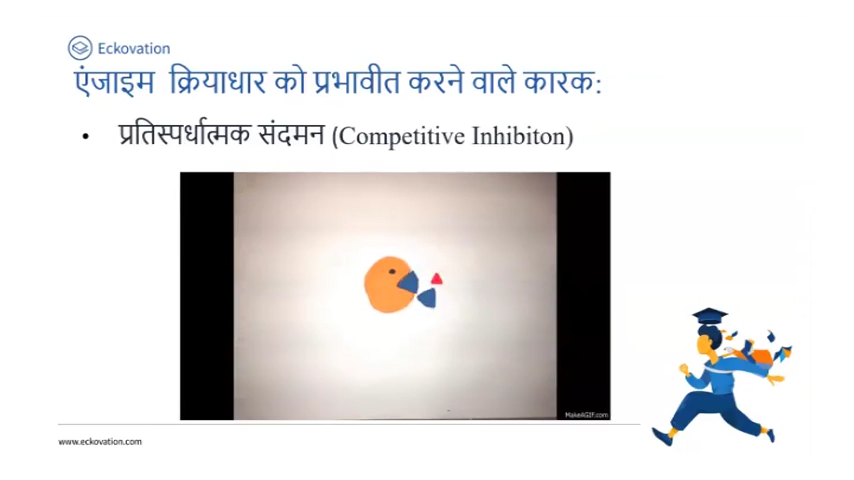 Eckovation
एंजाइम क्रियाधार को प्रभावीत करने वाले कारक:
• प्रतिस्पर्धात्मक संदमन (Competitive Inhibiton)
MakeAGIF.com
www.eckovation.com